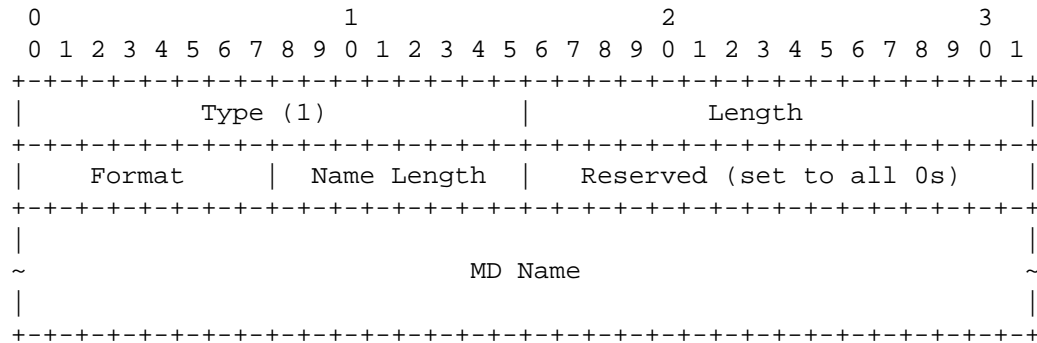 0                   1                   2                   3
 0 1 2 3 4 5 6 7 8 9 0 1 2 3 4 5 6 7 8 9 0 1 2 3 4 5 6 7 8 9 0 1
+-+-+-+-+-+-+-+-+-+-+-+-+-+-+-+-+-+-+-+-+-+-+-+-+-+-+-+-+-+-+-+-+
|           Type (1)            |           Length              |
+-+-+-+-+-+-+-+-+-+-+-+-+-+-+-+-+-+-+-+-+-+-+-+-+-+-+-+-+-+-+-+-+
|    Format     |  Name Length  |   Reserved (set to all 0s)    |
+-+-+-+-+-+-+-+-+-+-+-+-+-+-+-+-+-+-+-+-+-+-+-+-+-+-+-+-+-+-+-+-+
|                                                               |
~                            MD Name                            ~
|                                                               |
+-+-+-+-+-+-+-+-+-+-+-+-+-+-+-+-+-+-+-+-+-+-+-+-+-+-+-+-+-+-+-+-+